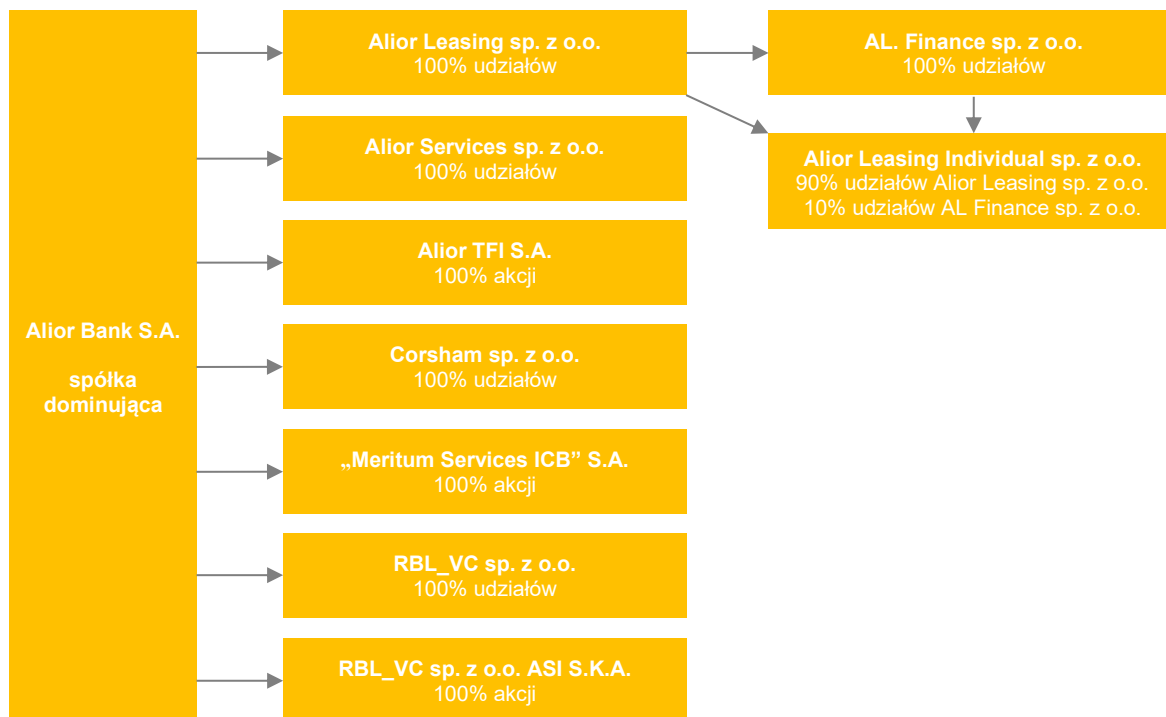 Alior Bank S.A.
spółka
dominująca
Alior Leasing sp. z o.o.
100% udziałów
AL. Finance sp. z o.o.
100% udziałów
Alior Leasing Individual sp. z o.o.
90% udziałów Alior Leasing sp. z o.o.
10% udziałów AL Finance sp. z o.o.
Alior Services sp. z o.o.
100% udziałów
Alior TFI S.A.
100% akcji
Corsham sp. z o.o.
100% udziałów
„Meritum Services ICB” S.A.
100% akcji
RBL_VC sp. z o.o.
100% udziałów
RBL_VC sp. z o.o. ASI S.K.A.
100% akcji